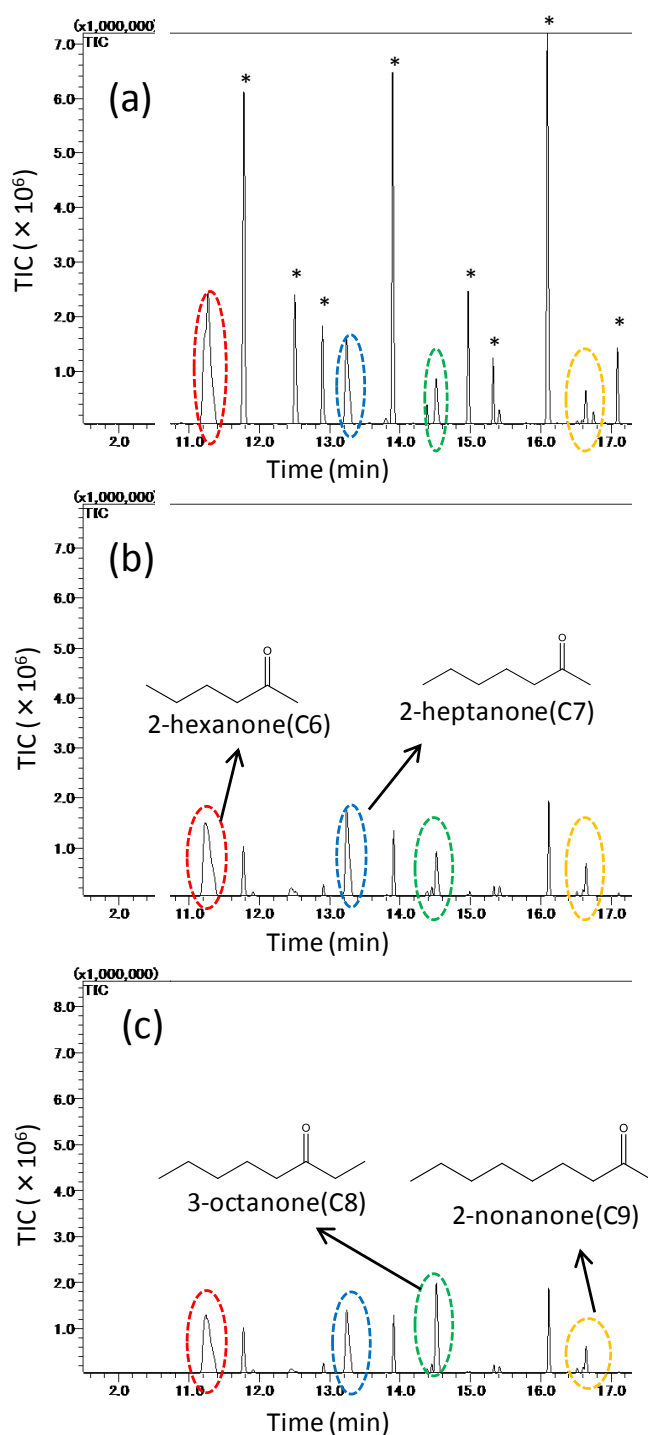 (x1,000,000)
TIC
(a)
* * * * * * * * *
7.0
6.0
5.0
4.0
3.0
2.0
1.0
TIC (×10⁶)
2.0 11.0 12.0 13.0 14.0 15.0 16.0 17.0
Time (min)
(x1,000,000)
TIC
(b)
7.0
6.0
5.0
4.0
3.0
2.0
1.0
TIC (×10⁶)
O
O
2-hexanone(C6)
2-heptanone(C7)
2.0 11.0 12.0 13.0 14.0 15.0 16.0 17.0
Time (min)
(x1,000,000)
TIC
(c)
8.0
7.0
6.0
5.0
4.0
3.0
2.0
1.0
TIC (×10⁶)
O
O
3-octanone(C8)
2-nonanone(C9)
2.0 11.0 12.0 13.0 14.0 15.0 16.0 17.0
Time (min)